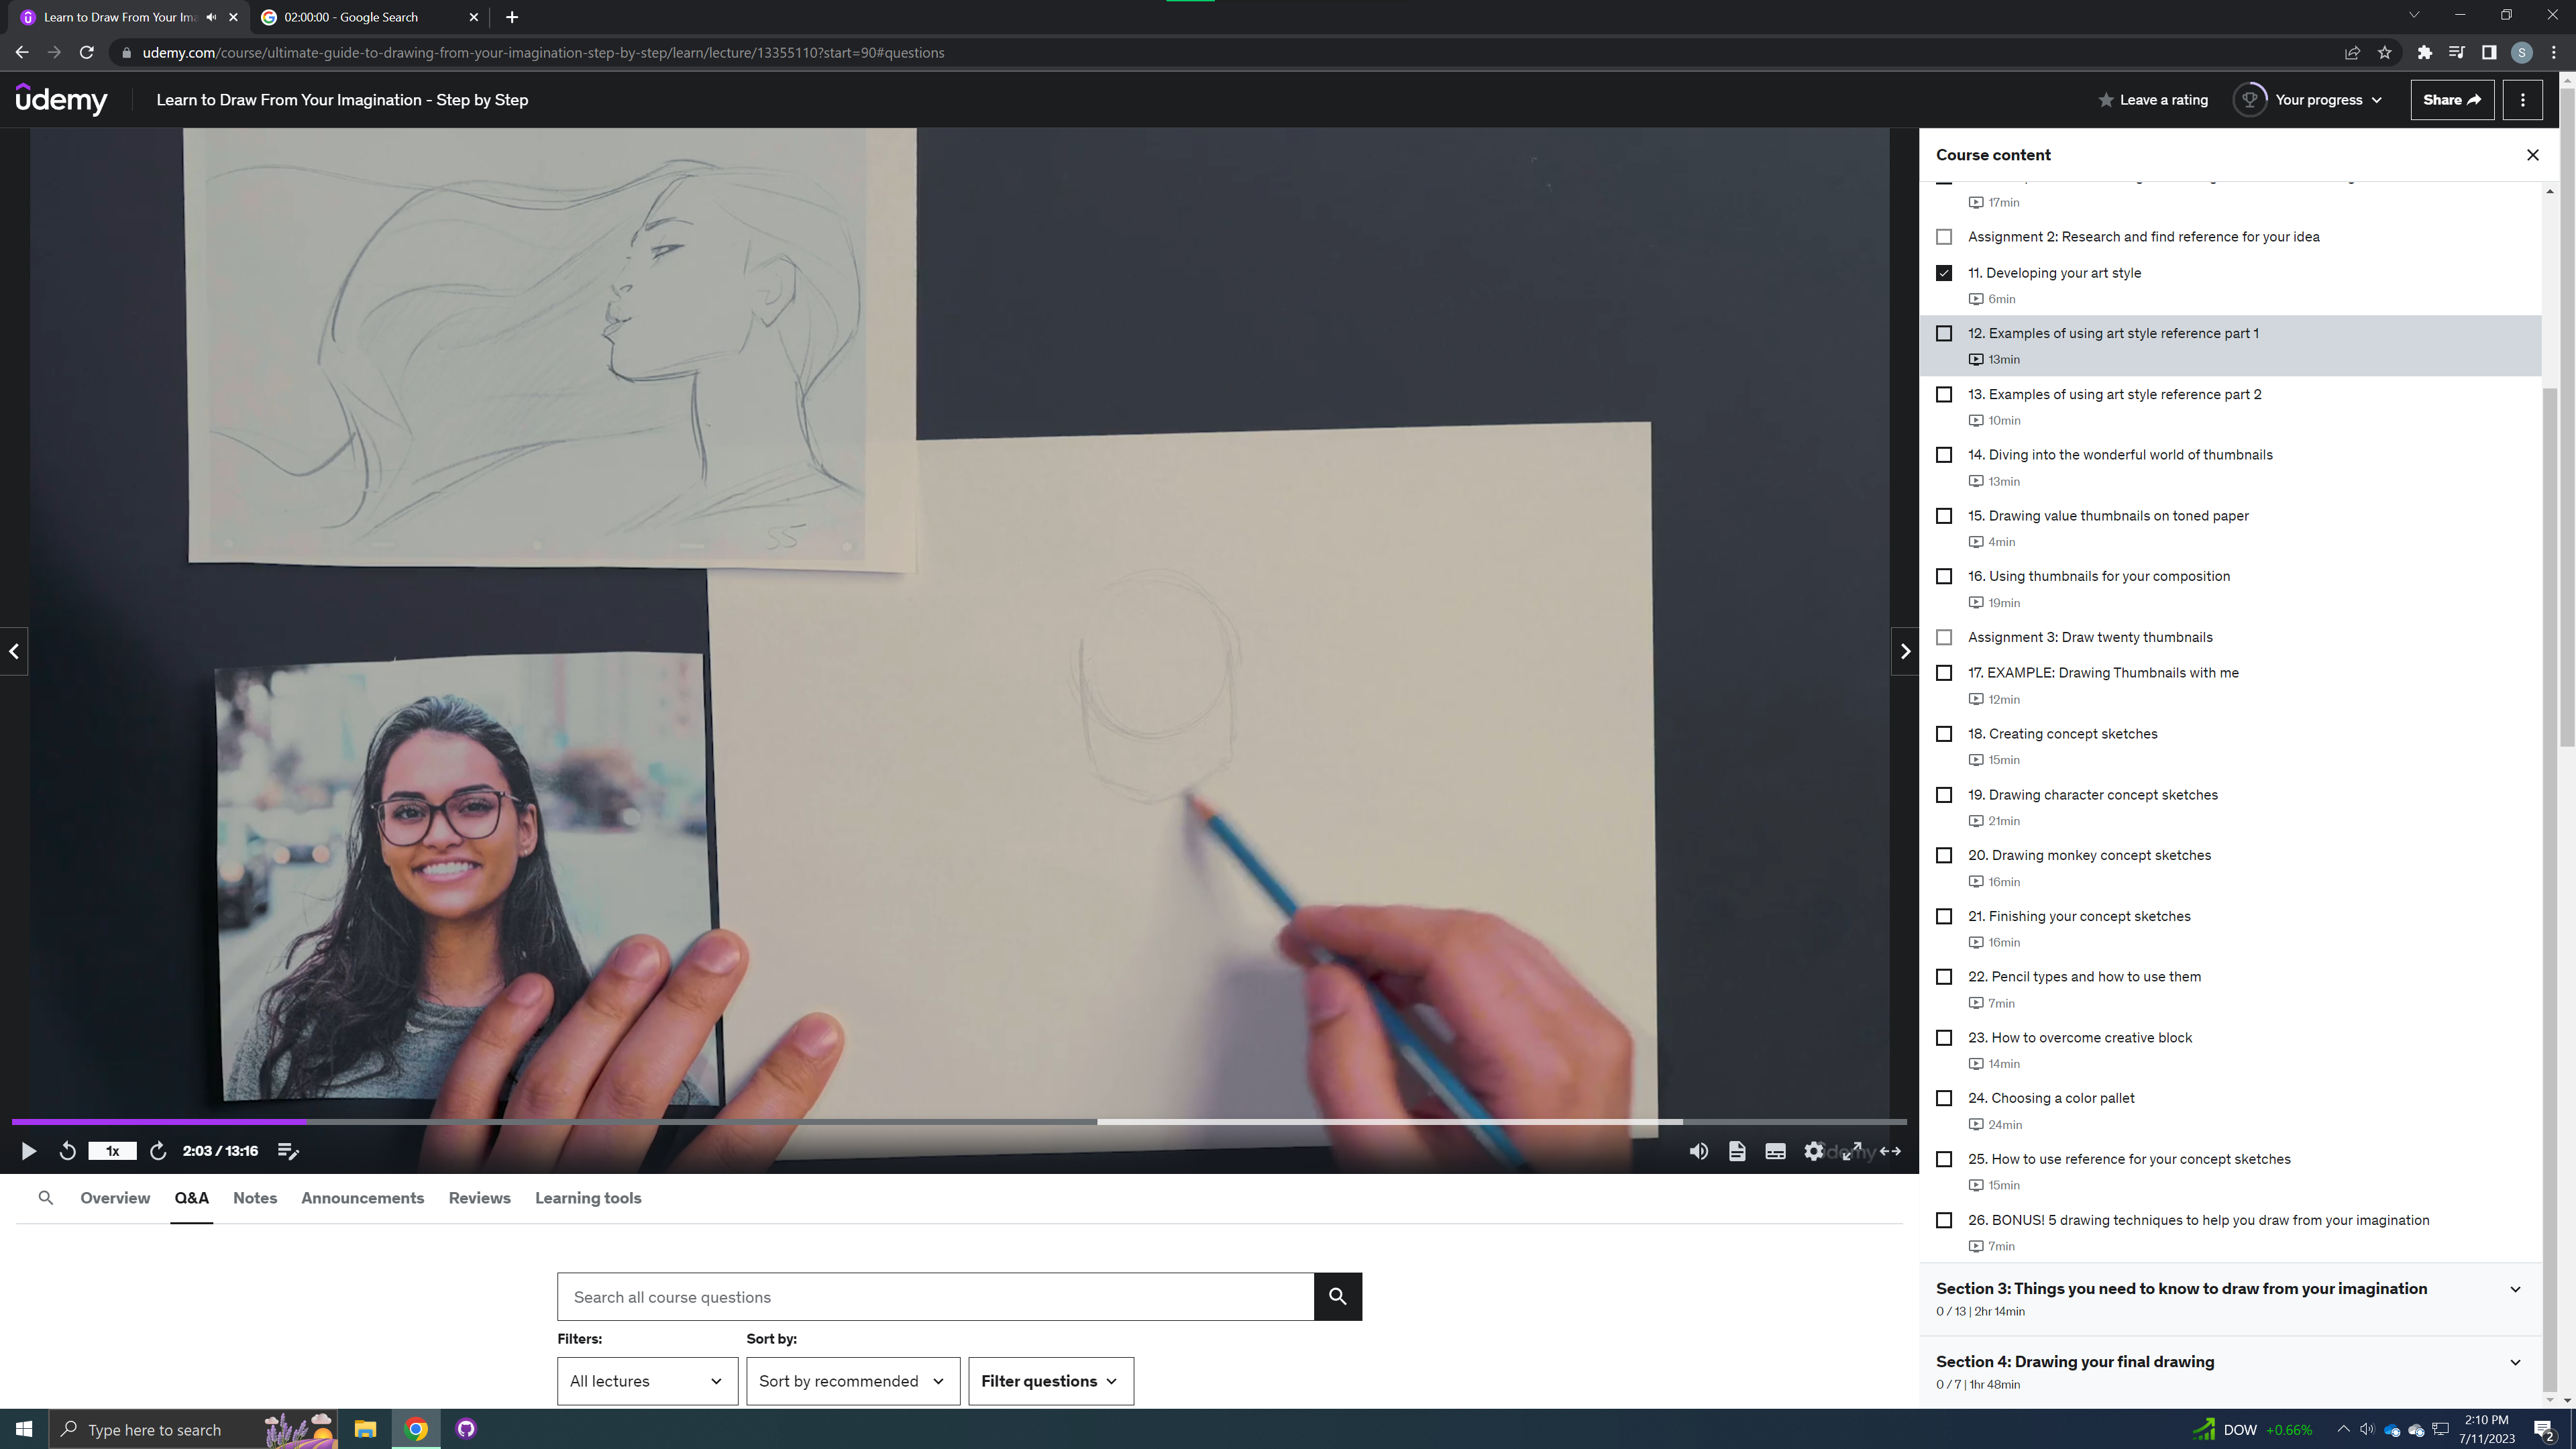 Learn to Draw From Your Ima
02:00:00 - Google Search
udemy.com/course/ultimate-guide-to-drawing-from-your-imagination-step-by-step/learn/lecture/13355110?start=90#questions
S
udemy
Learn to Draw From Your Imagination - Step by Step
Leave a rating
Your progress
Share
Course content
17min
Assignment 2: Research and find reference for your idea
11. Developing your art style
6min
12. Examples of using art style reference part 1
13min
13. Examples of using art style reference part 2
10min
14. Diving into the wonderful world of thumbnails
13min
15. Drawing value thumbnails on toned paper
4min
16. Using thumbnails for your composition
19min
Assignment 3: Draw twenty thumbnails
17. EXAMPLE: Drawing Thumbnails with me
12min
18. Creating concept sketches
15min
19. Drawing character concept sketches
21min
20. Drawing monkey concept sketches
16min
21. Finishing your concept sketches
16min
22. Pencil types and how to use them
7min
23. How to overcome creative block
14min
24. Choosing a color pallet
24min
25. How to use reference for your concept sketches
15min
26. BONUS! 5 drawing techniques to help you draw from your imagination
7min
Section 3: Things you need to know to draw from your imagination
0 / 13 | 2hr 14min
Section 4: Drawing your final drawing
0 / 7 | 1hr 48min
SS
1x
2:03 / 13:16
udemy
Overview
Q&A
Notes
Announcements
Reviews
Learning tools
Search all course questions
Filters:
Sort by:
All lectures
Sort by recommended
Filter questions
Type here to search
DOW +0.66%
2:10 PM
7/11/2023
2